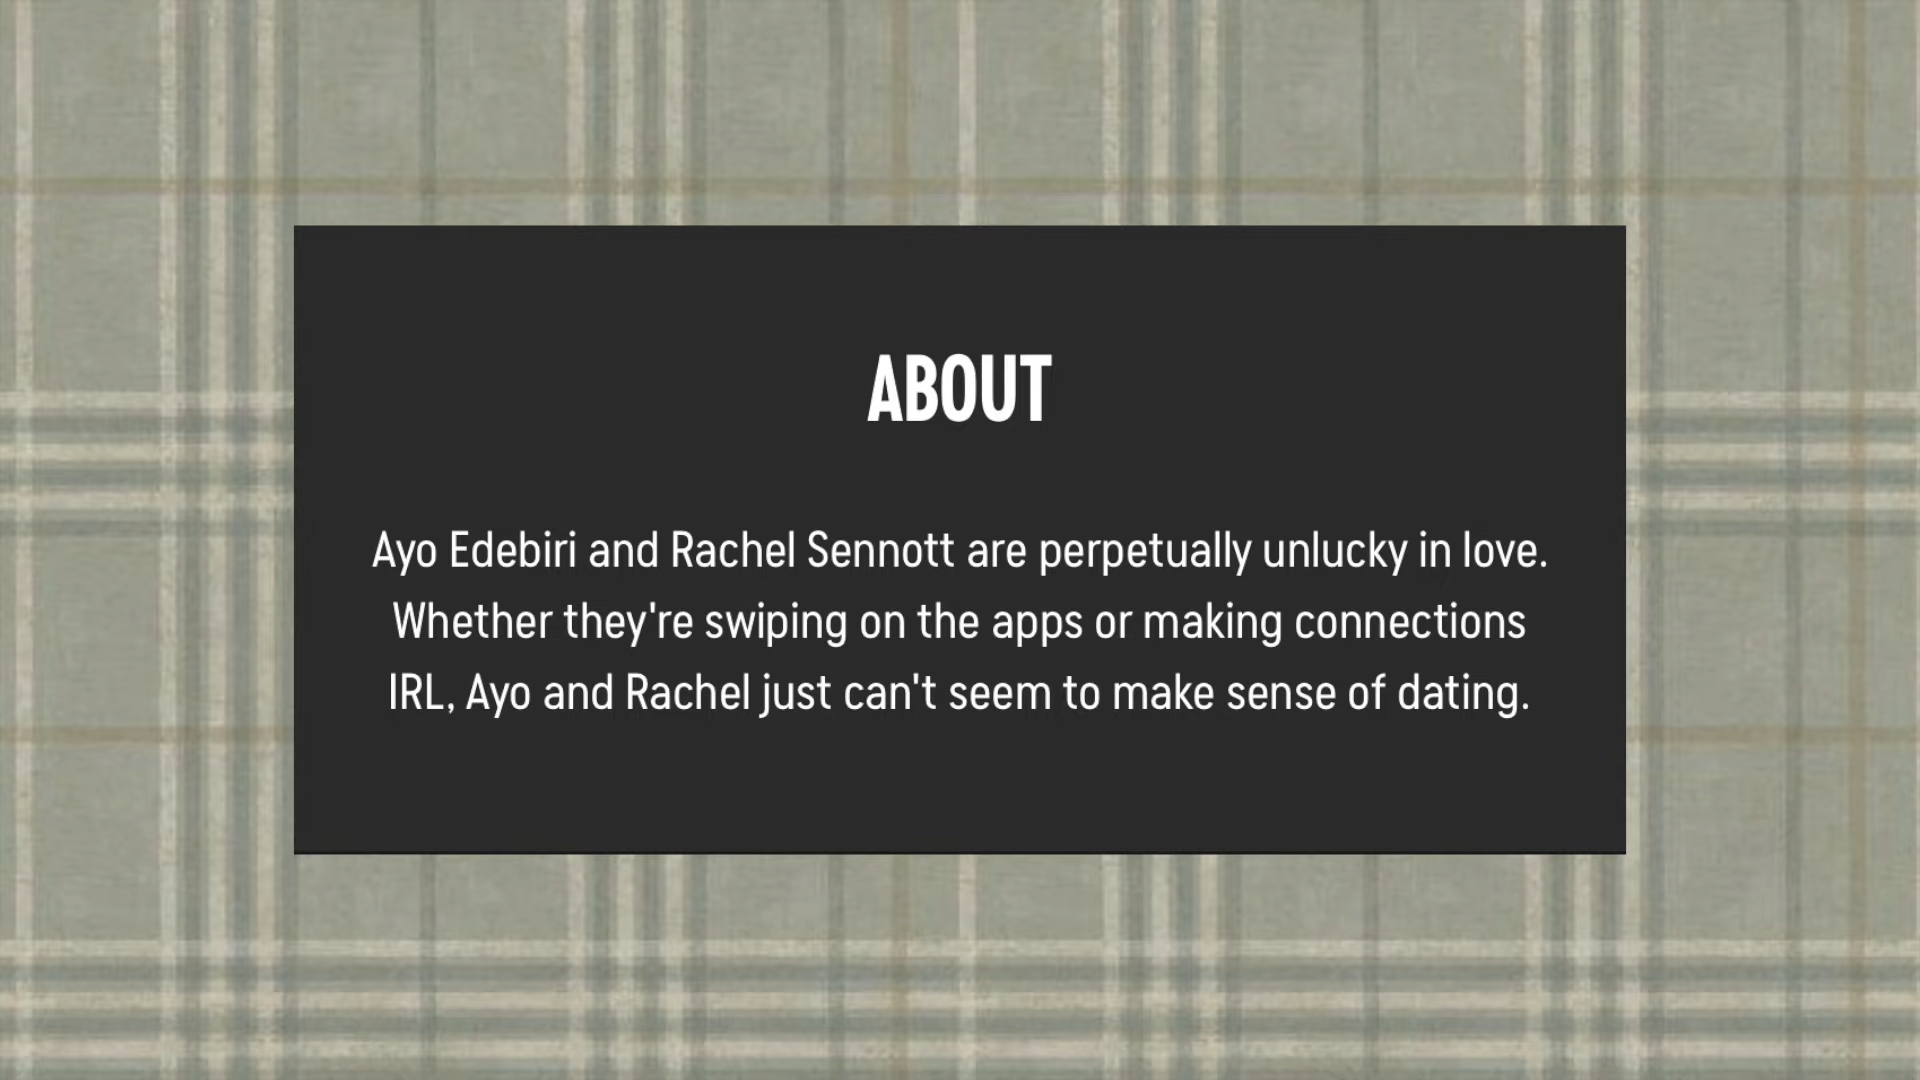 ABOUT
Ayo Edebiri and Rachel Sennott are perpetually unlucky in love.
Whether they're swiping on the apps or making connections
IRL, Ayo and Rachel just can't seem to make sense of dating.